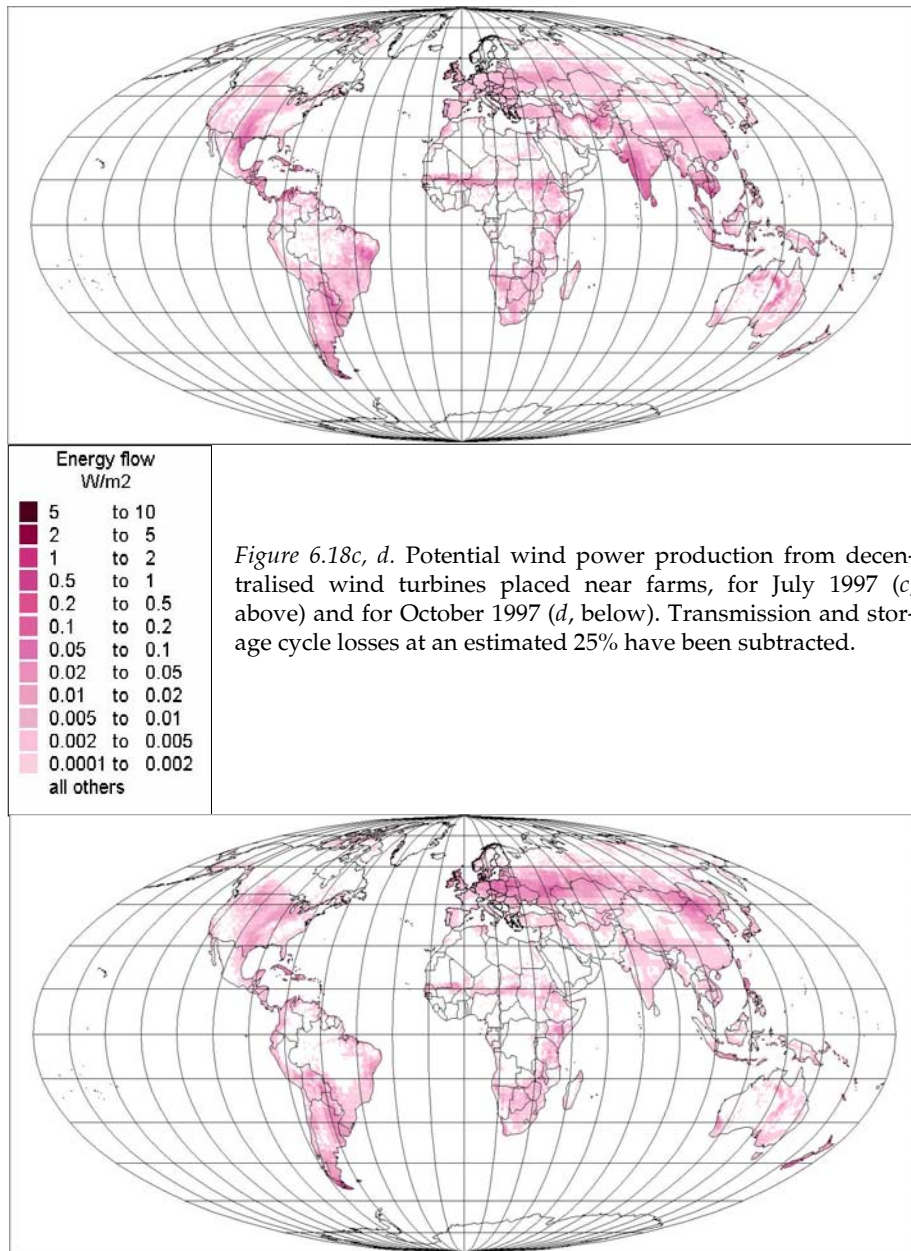 Energy flow
W/m2
5 to 10
2 to 5
1 to 2
0.5 to 1
0.2 to 0.5
0.1 to 0.2
0.05 to 0.1
0.02 to 0.05
0.01 to 0.02
0.005 to 0.01
0.002 to 0.005
0.0001 to 0.002
all others
Figure 6.18c, d. Potential wind power production from decen-
tralised wind turbines placed near farms, for July 1997 (c,
above) and for October 1997 (d, below). Transmission and stor-
age cycle losses at an estimated 25% have been subtracted.